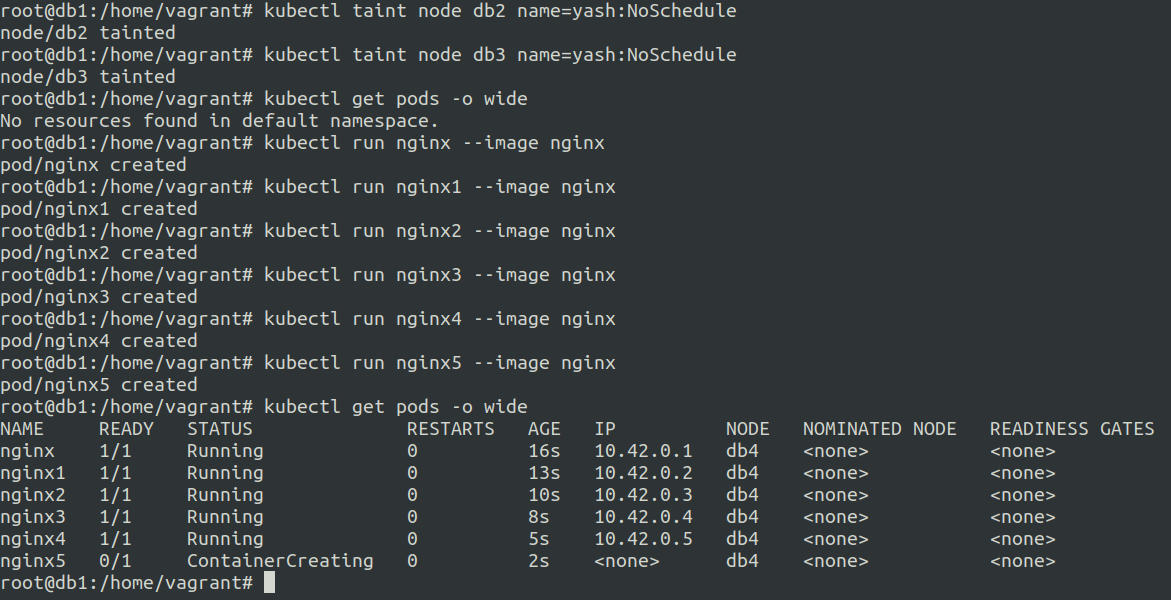 root@db1:/home/vagrant# kubectl taint node db2 name=yash:NoSchedule
node/db2 tainted
root@db1:/home/vagrant# kubectl taint node db3 name=yash:NoSchedule
node/db3 tainted
root@db1:/home/vagrant# kubectl get pods -o wide
No resources found in default namespace.
root@db1:/home/vagrant# kubectl run nginx --image nginx
pod/nginx created
root@db1:/home/vagrant# kubectl run nginx1 --image nginx
pod/nginx1 created
root@db1:/home/vagrant# kubectl run nginx2 --image nginx
pod/nginx2 created
root@db1:/home/vagrant# kubectl run nginx3 --image nginx
pod/nginx3 created
root@db1:/home/vagrant# kubectl run nginx4 --image nginx
pod/nginx4 created
root@db1:/home/vagrant# kubectl run nginx5 --image nginx
pod/nginx5 created
root@db1:/home/vagrant# kubectl get pods -o wide
NAME     READY   STATUS              RESTARTS   AGE   IP          NODE   NOMINATED NODE   READINESS GATES
nginx    1/1     Running             0          16s   10.42.0.1   db4    <none>           <none>
nginx1   1/1     Running             0          13s   10.42.0.2   db4    <none>           <none>
nginx2   1/1     Running             0          10s   10.42.0.3   db4    <none>           <none>
nginx3   1/1     Running             0          8s    10.42.0.4   db4    <none>           <none>
nginx4   1/1     Running             0          5s    10.42.0.5   db4    <none>           <none>
nginx5   0/1     ContainerCreating   0          2s    <none>      db4    <none>           <none>
root@db1:/home/vagrant#